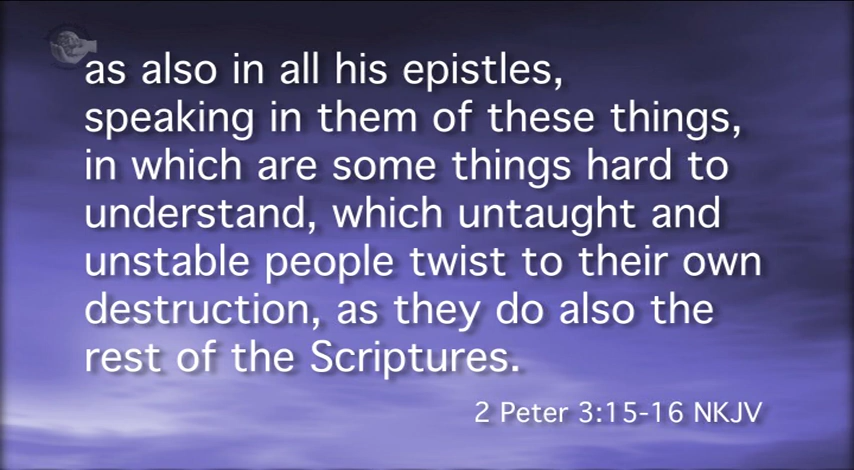 as also in all his epistles,
speaking in them of these things,
in which are some things hard to
understand, which untaught and
unstable people twist to their own
destruction, as they do also the
rest of the Scriptures.
2 Peter 3:15-16 NKJV